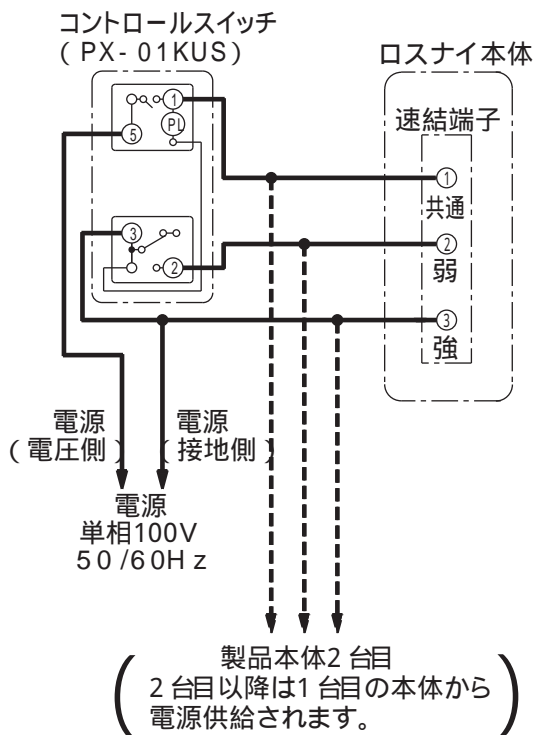 コントロールスイッチ
(PX-01KUS)
ロスナイ本体
速結端子
①
PL
⑤
①
共通
③
②
②
弱
③
強
電源
(電圧側)
電源
(接地側)
電源
単相100V
50/60Hz
製品本体2台目
2台目以降は1台目の本体から
電源供給されます。